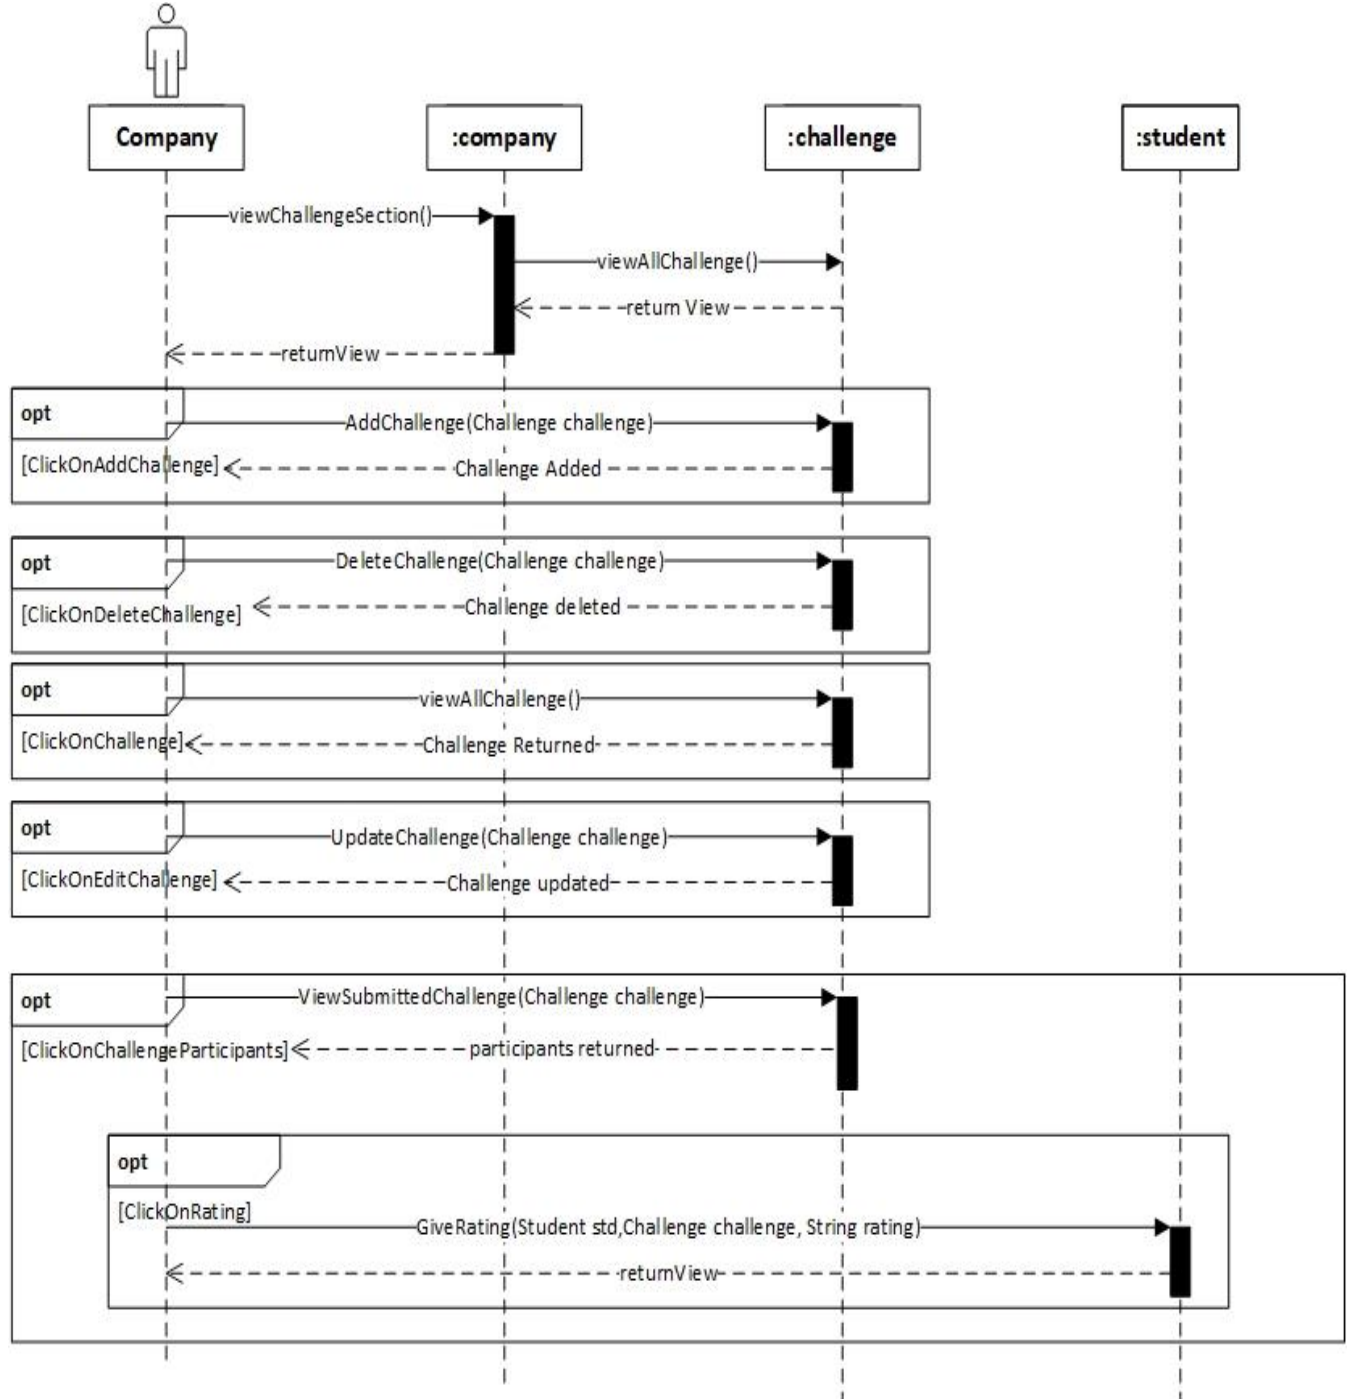 Company
:company
:challenge
:student
viewChallengeSection()
viewAllChallenge()
return View
returnView
opt
AddChallenge(Challenge challenge)
[ClickOnAddChallenge]
Challenge Added
opt
DeleteChallenge(Challenge challenge)
[ClickOnDeleteChallenge]
Challenge deleted
opt
viewAllChallenge()
[ClickOnChallenge]
Challenge Returned
opt
UpdateChallenge(Challenge challenge)
[ClickOnEditChallenge]
Challenge updated
opt
ViewSubmittedChallenge(Challenge challenge)
[ClickOnChallengeParticipants]
participants returned
opt
[ClickOnRating]
GiveRating(Student std,Challenge challenge, String rating)
returnView